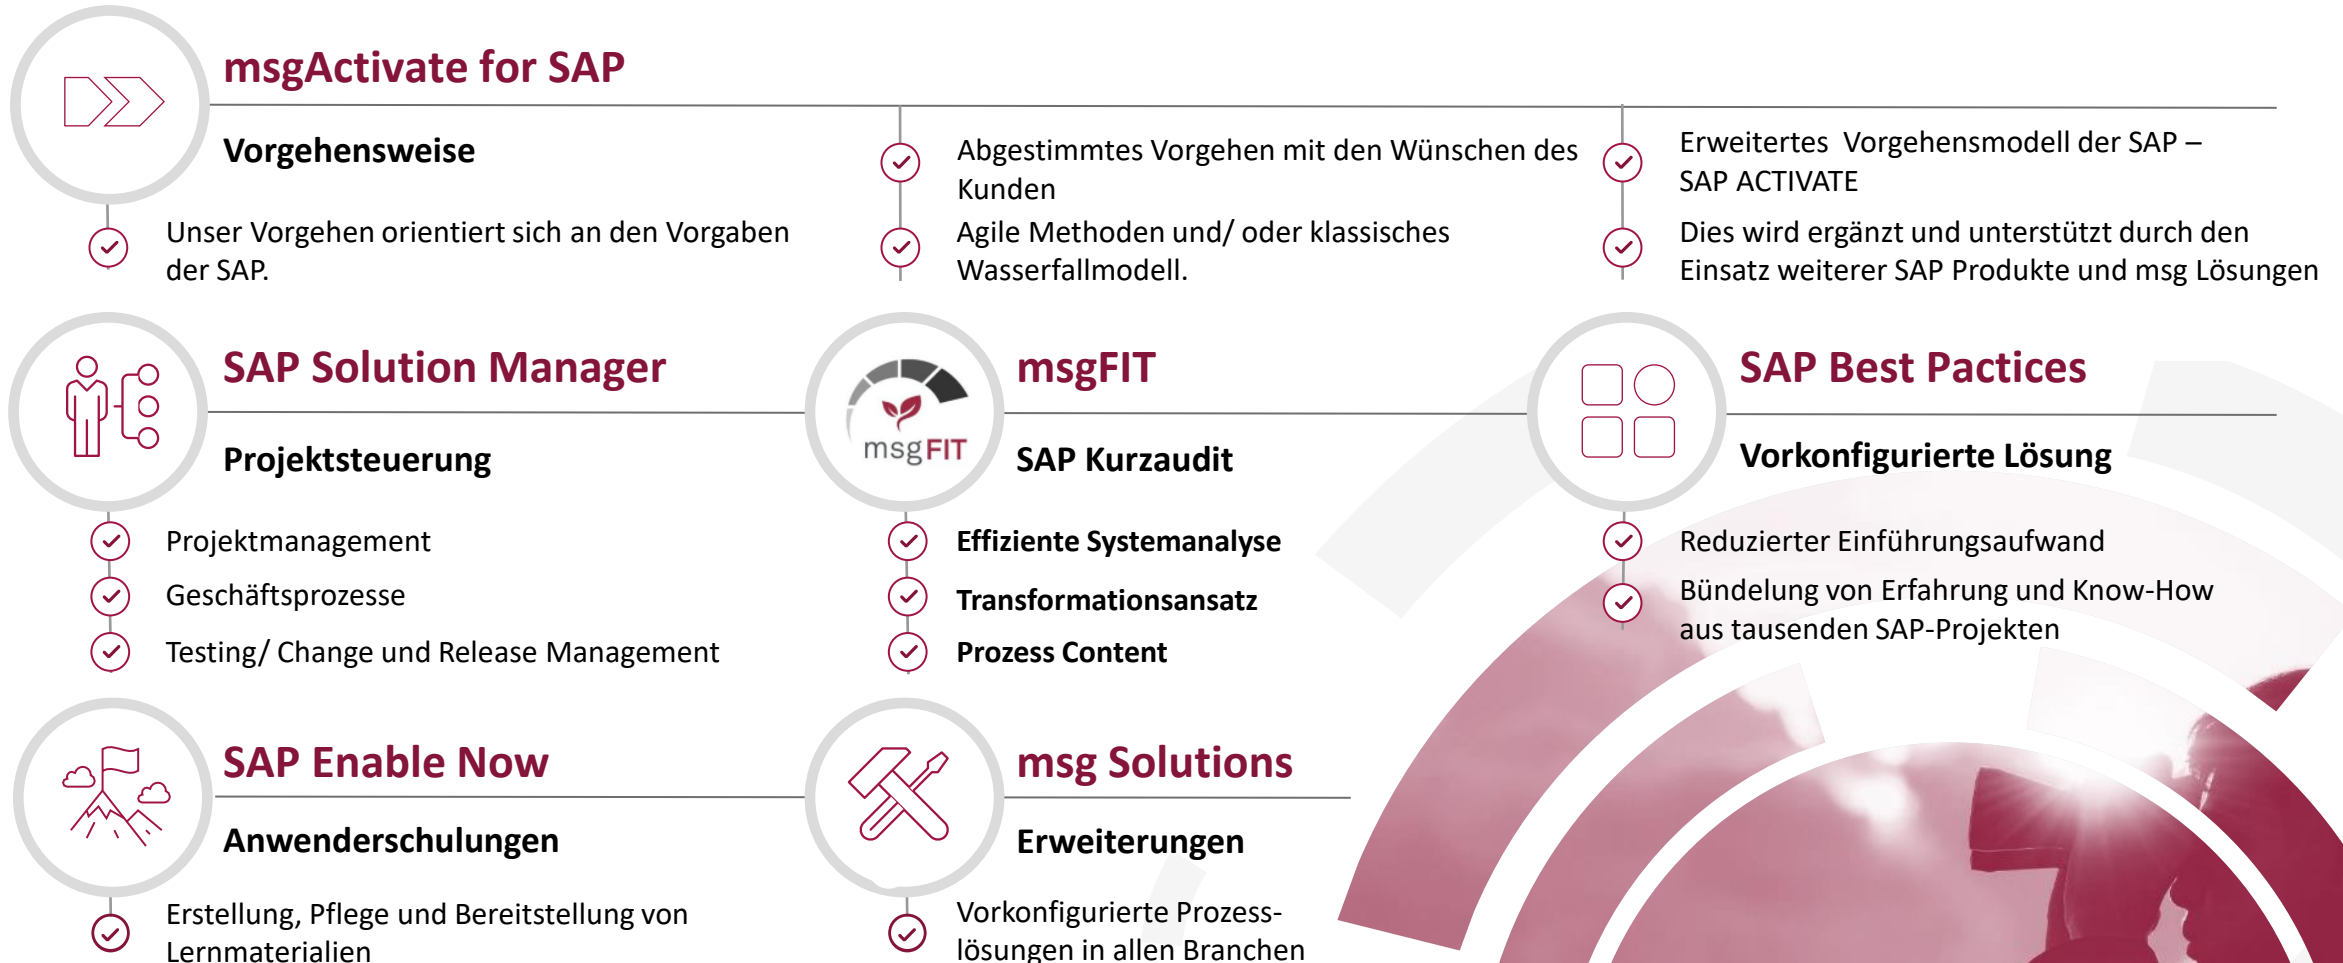 msgActivate for SAP
Vorgehensweise
Unser Vorgehen orientiert sich an den Vorgaben
der SAP.
Abgestimmtes Vorgehen mit den Wünschen des
Kunden
Agile Methoden und/ oder klassisches
Wasserfallmodell.
Erweitertes Vorgehensmodell der SAP –
SAP ACTIVATE
Dies wird ergänzt und unterstützt durch den
Einsatz weiterer SAP Produkte und msg Lösungen
SAP Solution Manager
Projektsteuerung
Projektmanagement
Geschäftsprozesse
Testing/ Change und Release Management
msgFIT
msgFIT
SAP Kurzaudit
Effiziente Systemanalyse
Transformationsansatz
Prozess Content
SAP Best Pactices
Vorkonfigurierte Lösung
Reduzierter Einführungsaufwand
Bündelung von Erfahrung und Know-How
aus tausenden SAP-Projekten
SAP Enable Now
Anwenderschulungen
Erstellung, Pflege und Bereitstellung von
Lernmaterialien
msg Solutions
Erweiterungen
Vorkonfigurierte Prozess-
lösungen in allen Branchen